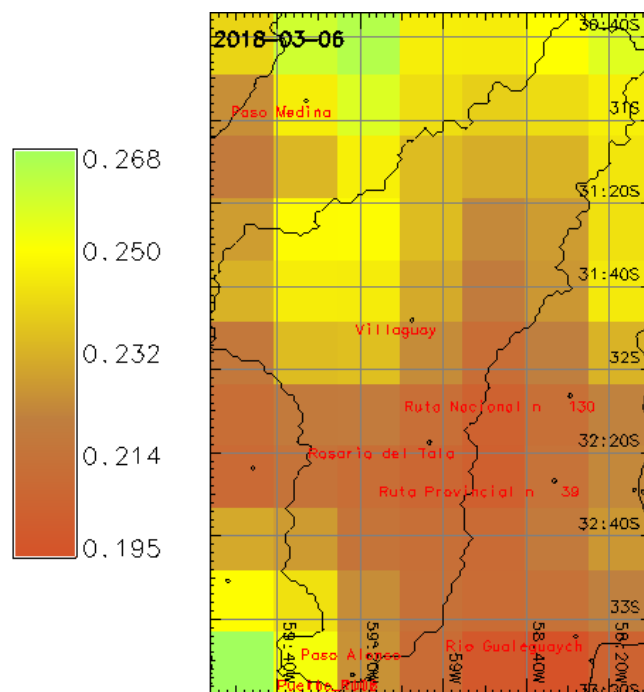 2018-03-06
30:40S
Paso Medina
31S
0.268
31:20S
0.250
31:40S
Villaguay
0.232
32S
Ruta Nacional n 130
0.214
32:20S
Rosario del Tala
Ruta Provincial n 39
0.195
32:40S
33S
59:40W
59:20W
59W
58:40W
58:20W
Rio Gualeguaych
Paso Alonso
Puerto Ruiz